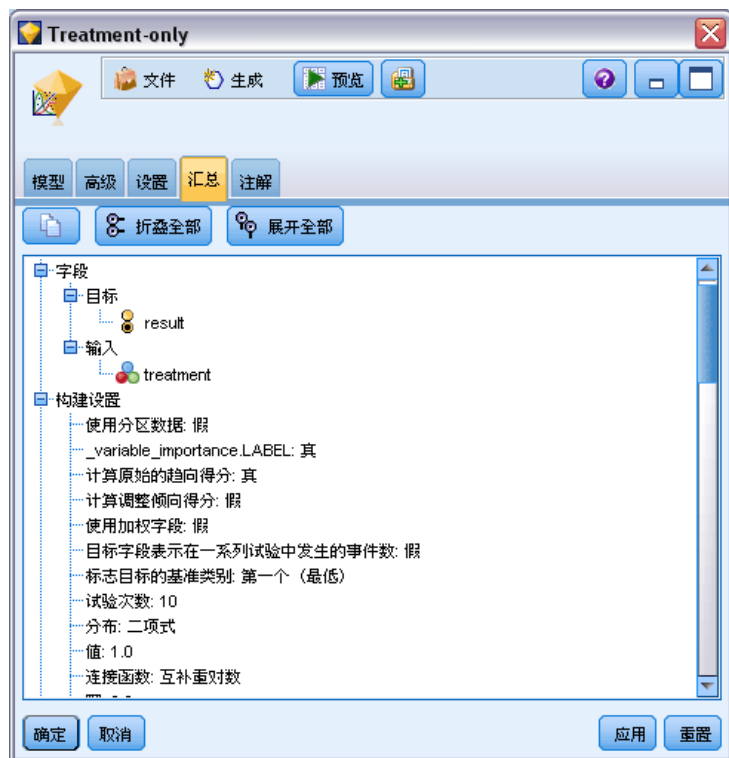 Treatment-only
文件 生成 预览
模型 高级 设置 汇总 注解
折叠全部 展开全部
字段
目标
result
输入
treatment
构建设置
使用分区数据: 假
_variable_importance.LABEL: 真
计算原始的趋向得分: 真
计算调整倾向得分: 假
使用加权字段: 假
目标字段表示在一系列试验中发生的事件数: 假
标志目标的基准类别: 第一个（最低）
试验次数: 10
分布: 二项式
值: 1.0
连接函数: 互补重对数
确定 取消 应用 重置